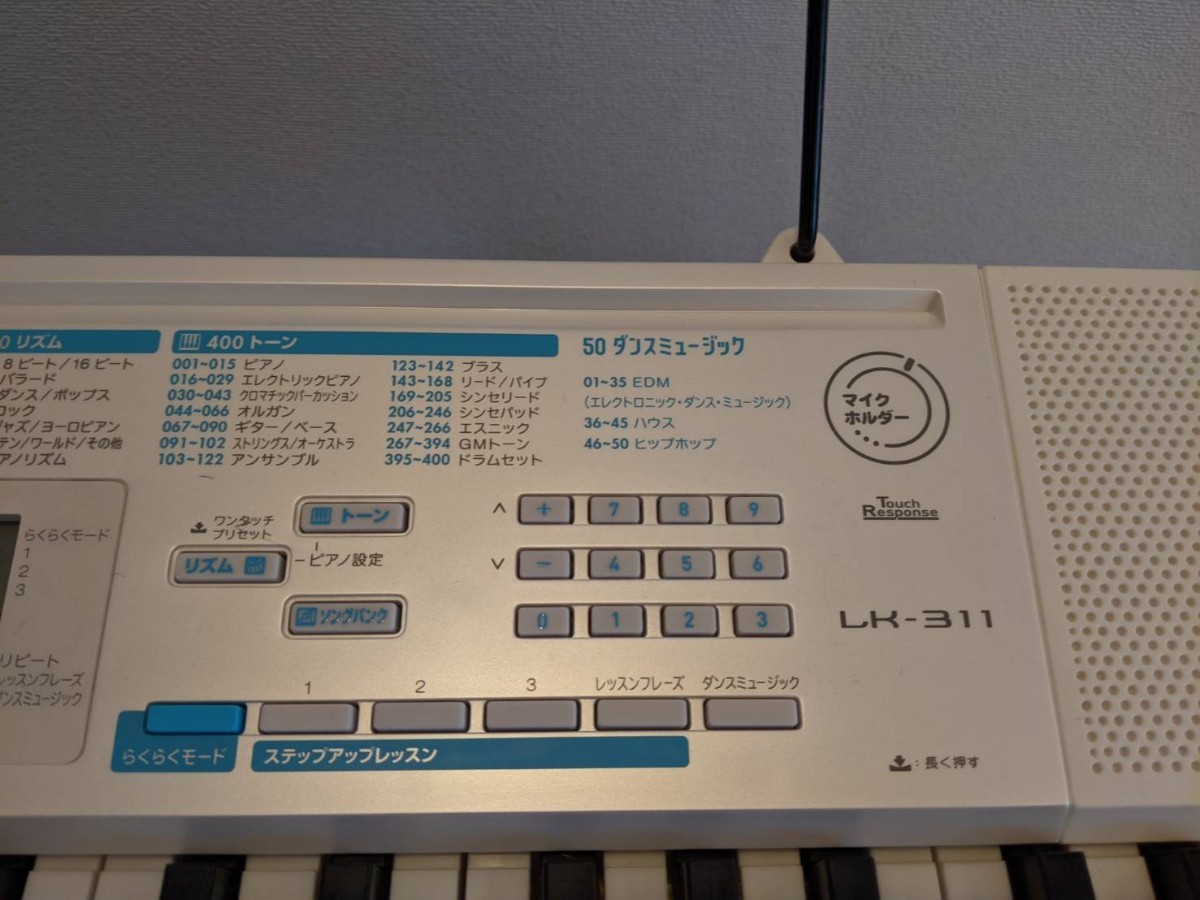 0 リズム
8 ビート/16 ビート
バラード
ダンス/ポップス
ロック
ジャズ/ヨーロピアン
テン/ワールド/その他
アノリズム
400 トーン
001~015 ピアノ
016~029 エレクトリックピアノ
030~043 クロマチックパーカッション
044~066 オルガン
067~090 ギター/ベース
091~102 ストリングス/オーケストラ
103~122 アンサンブル
123~142 ブラス
143~168 リード/パイプ
169~205 シンセリード
206~246 シンセパッド
247~266 エスニック
267~394 GMトーン
395~400 ドラムセット
50 ダンスミュージック
01~35 EDM
(エレクトロニック・ダンス・ミュージック)
36~45 ハウス
46~50 ヒップホップ
マイク
ホルダー
Touch
Response
LK-311
らくらくモード
1
2
3
リピート
レッスンフレーズ
ダンスミュージック
ワンタッチ
プリセット
トーン
リズム
ピアノ設定
ソングバンク
+ 7 8 9
- 4 5 6
0 1 2 3
1 2 3 レッスンフレーズ ダンスミュージック
らくらくモード ステップアップレッスン
: 長く押す